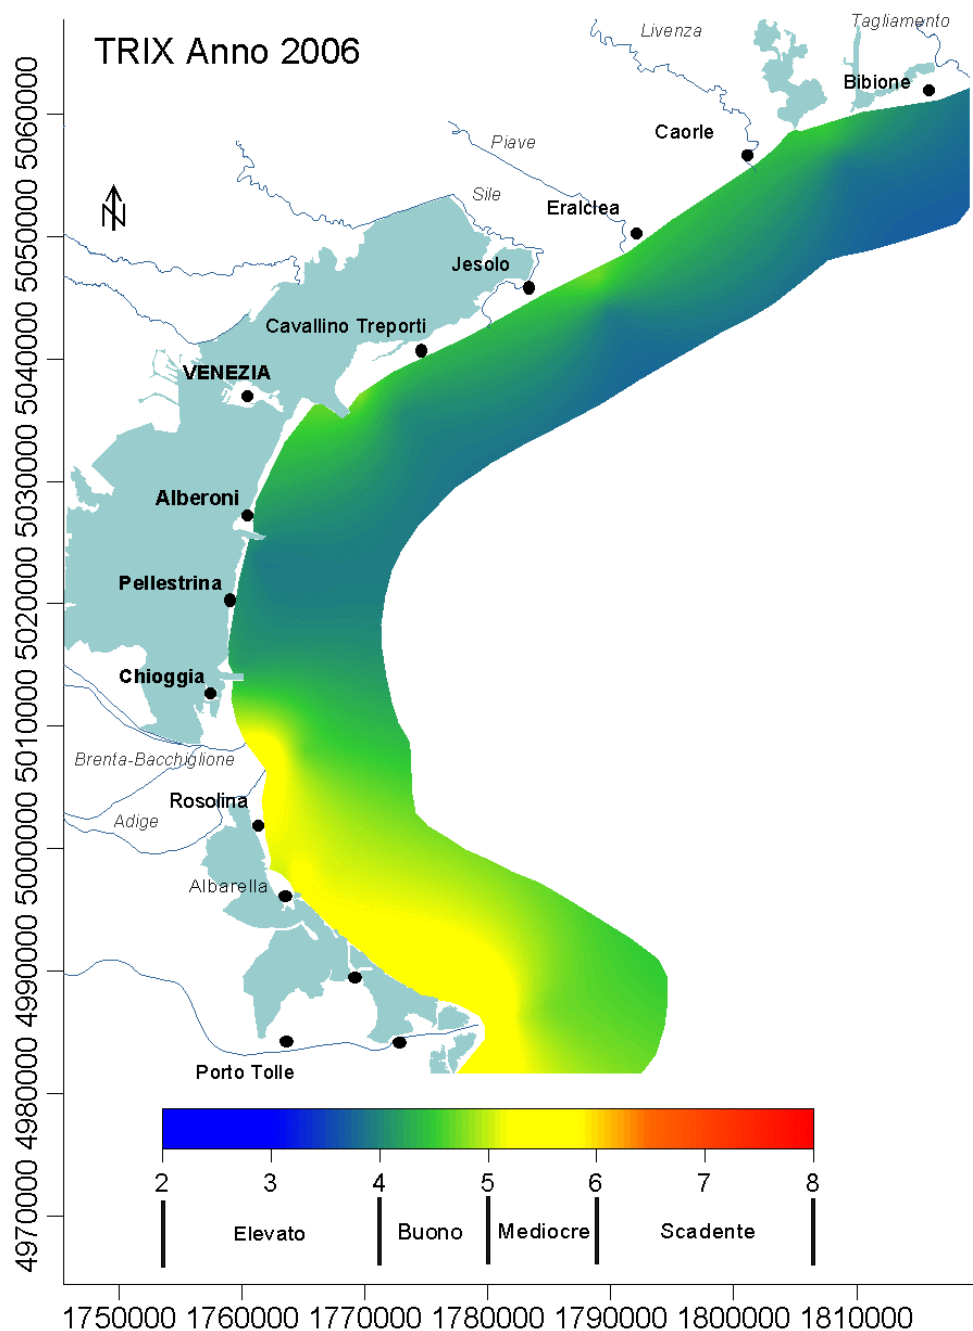 TRIX Anno 2006
Tagliamento
Livenza
Bibione
Caorle
Piave
Sile
Eraclea
Jesolo
Cavallino Treporti
VENEZIA
Alberoni
Pellestrina
Chioggia
Brenta-Bacchiglione
Rosolina
Adige
Albarella
Porto Tolle
N
5060000
5050000
5040000
5030000
5020000
5010000
5000000
4990000
4980000
4970000
2 3 4 5 6 7 8
Elevato Buono Mediocre Scadente
1750000 1760000 1770000 1780000 1790000 1800000 1810000